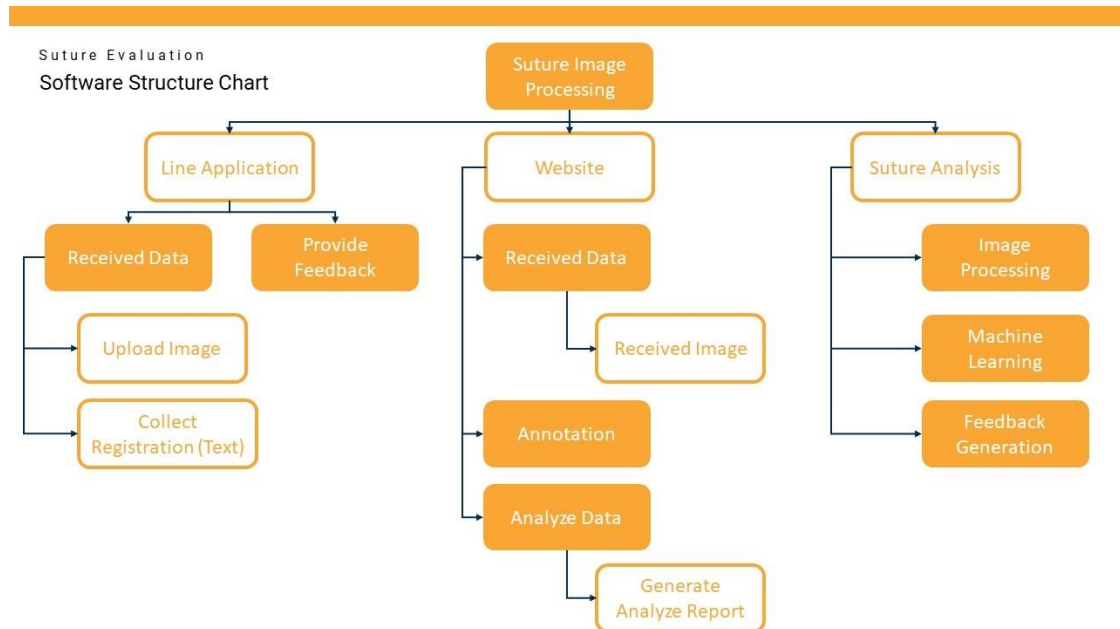 Suture Evaluation
Software Structure Chart
Suture Image
Processing
Line Application
Website
Suture Analysis
Received Data
Provide
Feedback
Received Data
Image
Processing
Upload Image
Received Image
Machine
Learning
Collect
Registration (Text)
Annotation
Feedback
Generation
Analyze Data
Generate
Analyze Report